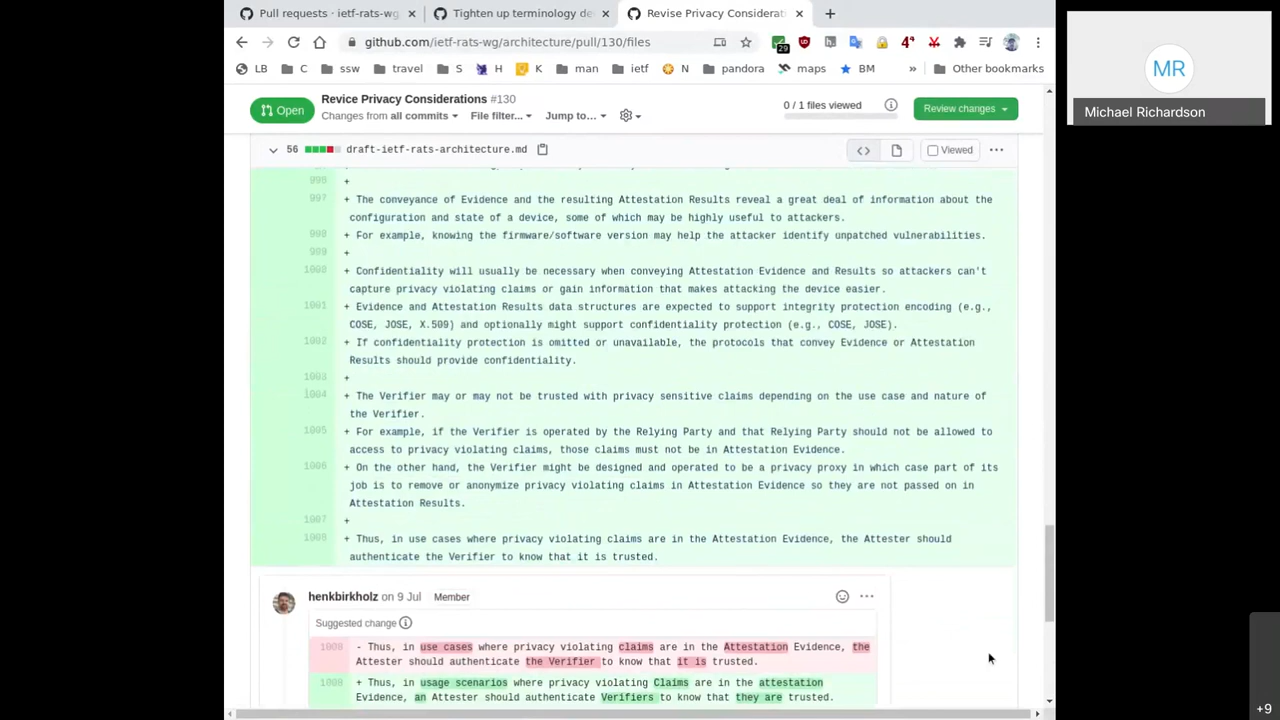 Pull requests · ietf-rats-wg
Tighten up terminology de
Revise Privacy Considerati
github.com/ietf-rats-wg/architecture/pull/130/files
29
LB
C
ssw
travel
S
H
K
man
ietf
N
pandora
maps
BM
»
Other bookmarks
Open
Revice Privacy Considerations #130
Changes from all commits
File filter...
Jump to...
0 / 1 files viewed
Review changes
56
draft-ietf-rats-architecture.md
Viewed
996 +
997 + The conveyance of Evidence and the resulting Attestation Results reveal a great deal of information about the
configuration and state of a device, some of which may be highly useful to attackers.
998 + For example, knowing the firmware/software version may help the attacker identify unpatched vulnerabilities.
999 +
1000 + Confidentiality will usually be necessary when conveying Attestation Evidence and Results so attackers can't
capture privacy violating claims or gain information that makes attacking the device easier.
1001 + Evidence and Attestation Results data structures are expected to support integrity protection encoding (e.g.,
COSE, JOSE, X.509) and optionally might support confidentiality protection (e.g., COSE, JOSE).
1002 + If confidentiality protection is omitted or unavailable, the protocols that convey Evidence or Attestation
Results should provide confidentiality.
1003 +
1004 + The Verifier may or may not be trusted with privacy sensitive claims depending on the use case and nature of
the Verifier.
1005 + For example, if the Verifier is operated by the Relying Party and that Relying Party should not be allowed to
access to privacy violating claims, those claims must not be in Attestation Evidence.
1006 + On the other hand, the Verifier might be designed and operated to be a privacy proxy in which case part of its
job is to remove or anonymize privacy violating claims in Attestation Evidence so they are not passed on in
Attestation Results.
1007 +
1008 + Thus, in use cases where privacy violating claims are in the Attestation Evidence, the Attester should
authenticate the Verifier to know that it is trusted.
henkbirkholz on 9 Jul
Member
Suggested change
1008 - Thus, in use cases where privacy violating claims are in the Attestation Evidence, the
Attester should authenticate the Verifier to know that it is trusted.
1008 + Thus, in usage scenarios where privacy violating Claims are in the attestation
Evidence, an Attester should authenticate Verifiers to know that they are trusted.
MR
Michael Richardson
+9